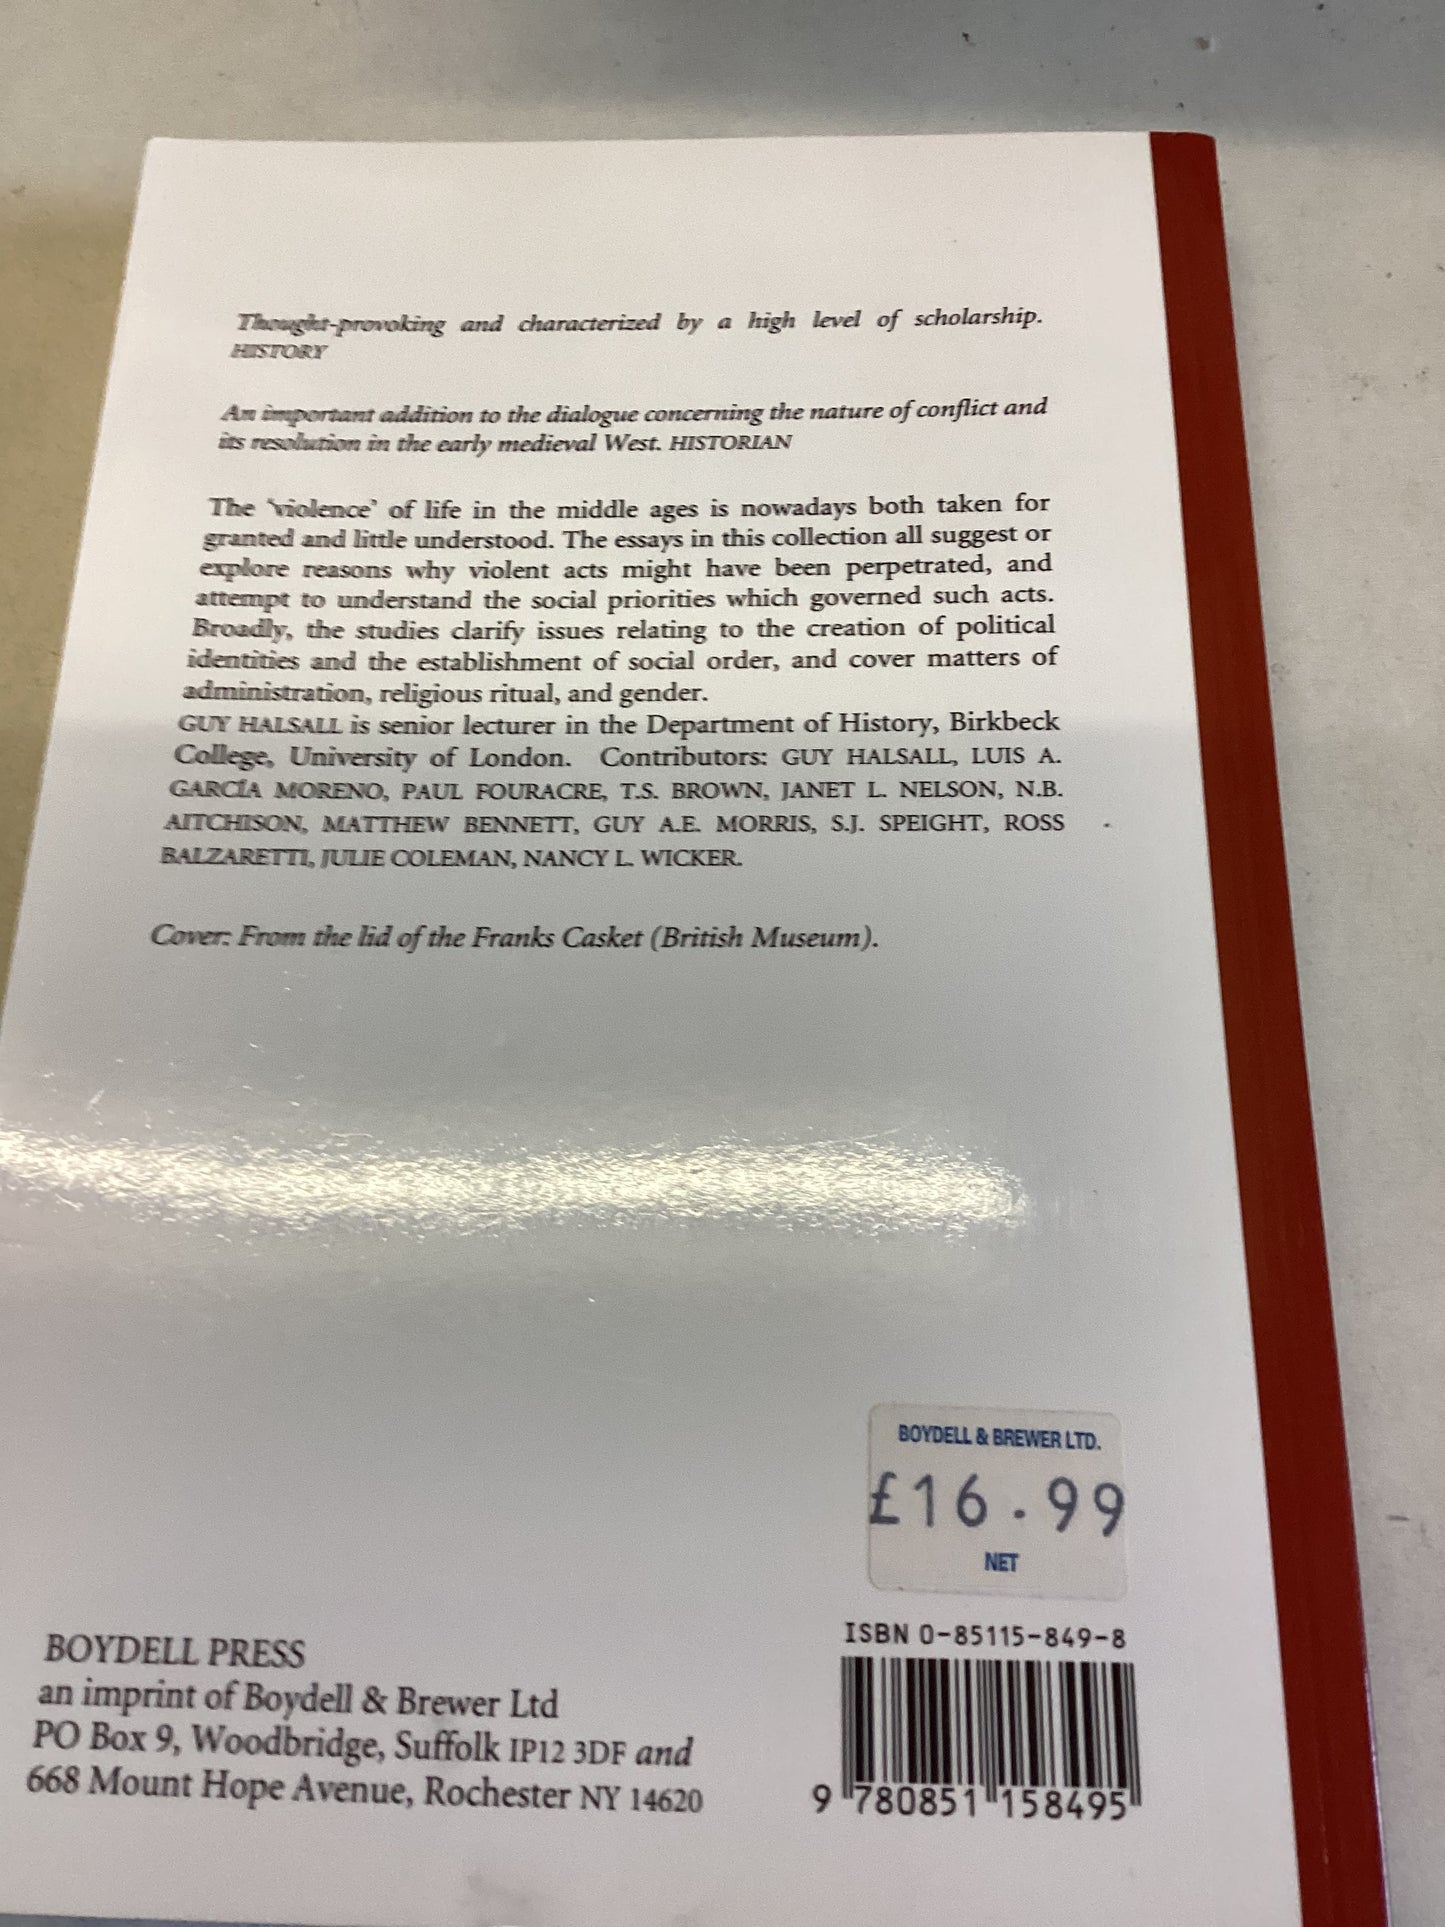 Thought-provoking and characterized by a high level of scholarship.
HISTORY
An important addition to the dialogue concerning the nature of conflict and
its resolution in the early medieval West. HISTORIAN
The 'violence' of life in the middle ages is nowadays both taken for
granted and little understood. The essays in this collection all suggest or
explore reasons why violent acts might have been perpetrated, and
attempt to understand the social priorities which governed such acts.
Broadly, the studies clarify issues relating to the creation of political
identities and the establishment of social order, and cover matters of
administration, religious ritual, and gender.
GUY HALSALL is senior lecturer in the Department of History, Birkbeck
College, University of London. Contributors: GUY HALSALL, LUIS A.
GARCÍA MORENO, PAUL FOURACRE, T.S. BROWN, JANET L. NELSON, N.B.
AITCHISON, MATTHEW BENNETT, GUY A.E. MORRIS, S.J. SPEIGHT, ROSS
BALZARETTI, JULIE COLEMAN, NANCY L. WICKER.
Cover: From the lid of the Franks Casket (British Museum).
BOYDELL & BREWER LTD.
£16.99
NET
BOYDELL PRESS
an imprint of Boydell & Brewer Ltd
PO Box 9, Woodbridge, Suffolk IP12 3DF and
668 Mount Hope Avenue, Rochester NY 14620
ISBN 0-85115-849-8
9 780851 158495